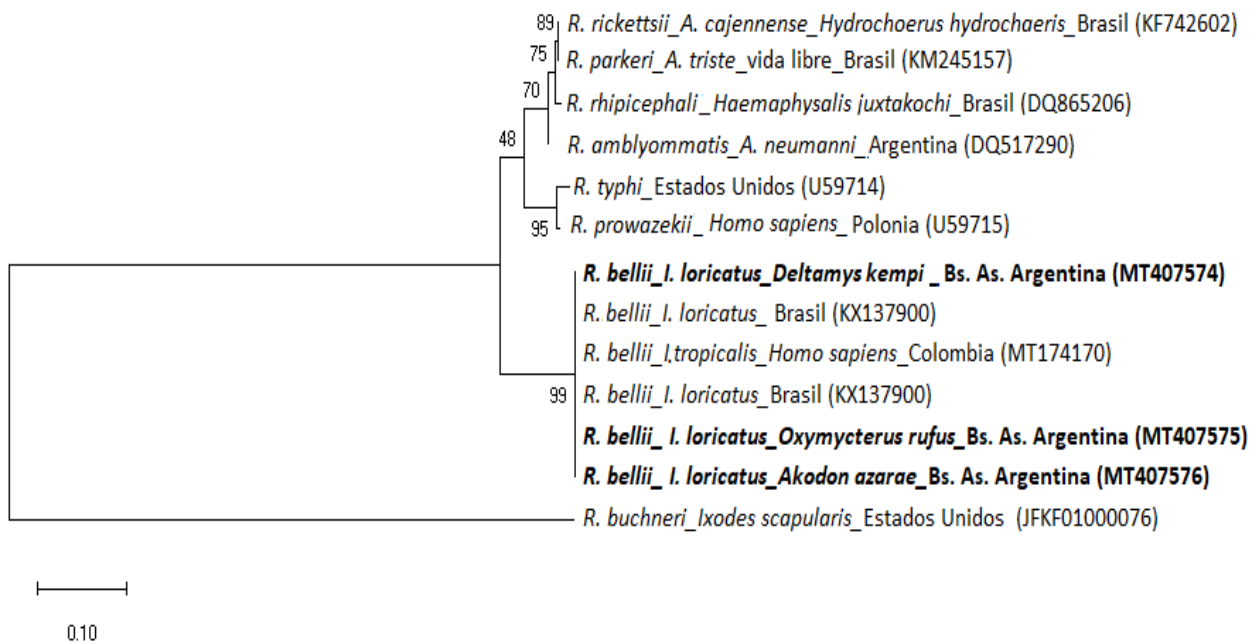 89 R. rickettsii_A. cajennense_Hydrochoerus hydrochaeris_Brasil (KF742602)
75 R. parkeri_A. triste_vida libre_Brasil (KM245157)
70 R. rhipicephali_Haemaphysalis juxtakochi_Brasil (DQ865206)
48 R. amblyommatis_A. neumanni_Argentina (DQ517290)
R. typhi_Estados Unidos (U59714)
95 R. prowazekii_ Homo sapiens_ Polonia (U59715)
R. bellii_I. loricatus_Deltamys kempi _ Bs. As. Argentina (MT407574)
R. bellii_I. loricatus_ Brasil (KX137900)
R. bellii_I.tropicalis_Homo sapiens_Colombia (MT174170)
99 R. bellii_I. loricatus_Brasil (KX137900)
R. bellii_ I. loricatus_Oxymycterus rufus_Bs. As. Argentina (MT407575)
R. bellii_ I. loricatus_Akodon azarae_Bs. As. Argentina (MT407576)
R. buchneri_Ixodes scapularis_Estados Unidos (JFKF01000076)
0.10